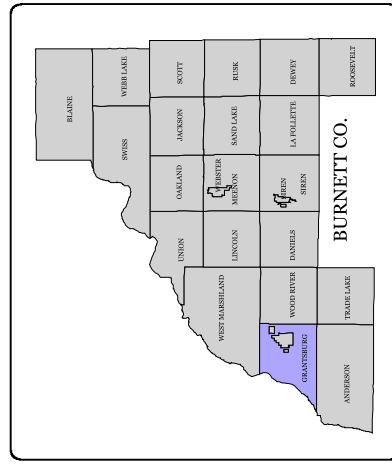 BLAINE
WEBB LAKE
SWISS
SCOTT
RUSK
DEWEY
ROOSEVELT
JACKSON
SAND LAKE
LA FOLLETTE
OAKLAND
WEBSTER
MEENON
SIREN
SIREN
UNION
LINCOLN
DANIELS
WEST MARSHLAND
WOOD RIVER
TRADE LAKE
GRANTSBURG
ANDERSON
BURNETT CO.